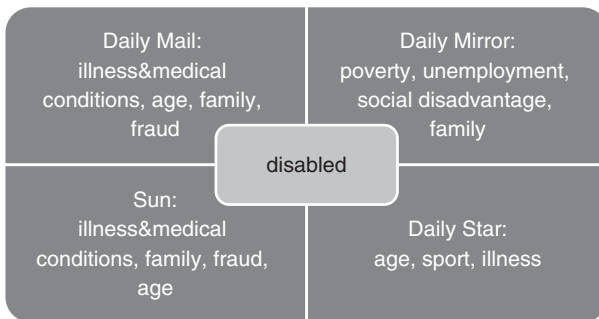 Daily Mail:
illness&medical
conditions, age, family,
fraud
Daily Mirror:
poverty, unemployment,
social disadvantage,
family
disabled
Sun:
illness&medical
conditions, family, fraud,
age
Daily Star:
age, sport, illness